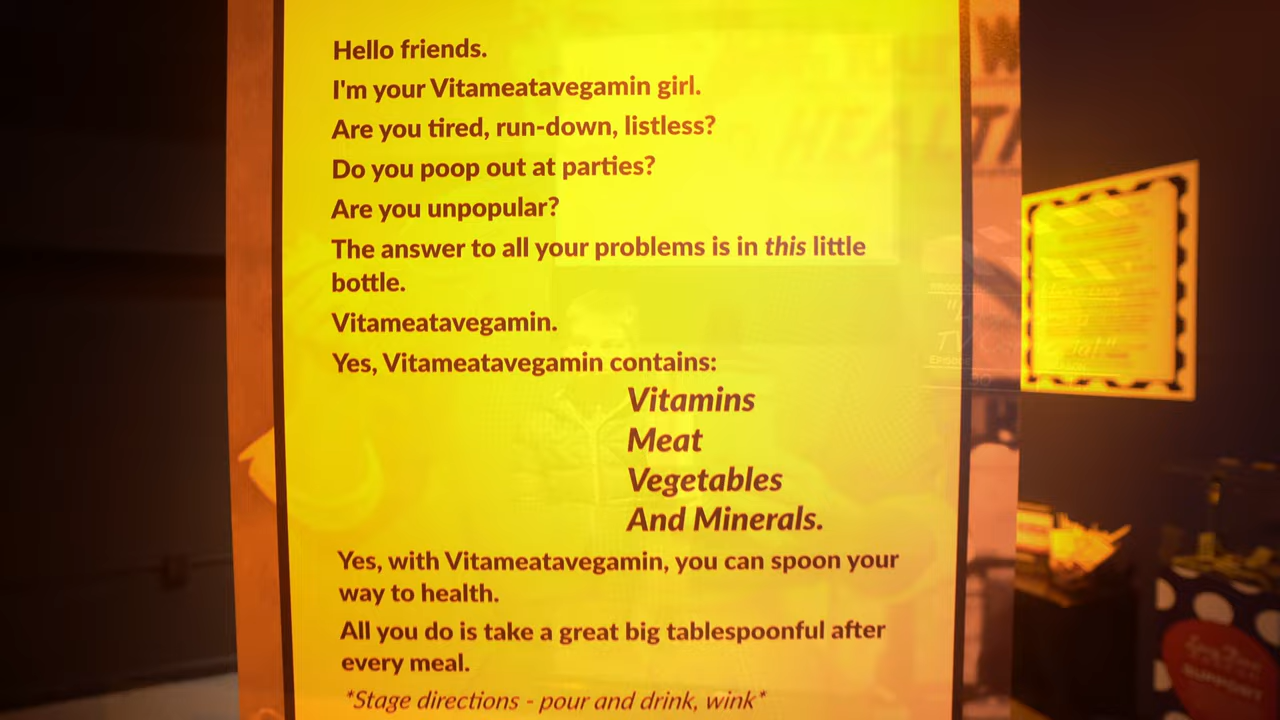 Hello friends.
I'm your Vitameatavegamin girl.
Are you tired, run-down, listless?
Do you poop out at parties?
Are you unpopular?
The answer to all your problems is in this little
bottle.
Vitameatavegamin.
Yes, Vitameatavegamin contains:
Vitamins
Meat
Vegetables
And Minerals.
Yes, with Vitameatavegamin, you can spoon your
way to health.
All you do is take a great big tablespoonful after
every meal.
*Stage directions - pour and drink, wink*
SUPPORT